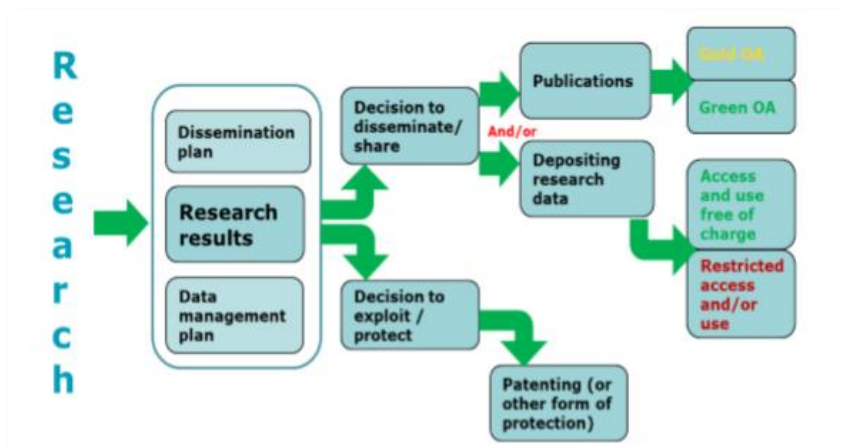 Research
Dissemination
plan
Research
results
Data
management
plan
Decision to
disseminate/
share
And/or
Decision to
exploit /
protect
Publications
Depositing
research
data
Patenting (or
other form of
protection)
Gold OA
Green OA
Access
and use
free of
charge
Restricted
access
and/or
use